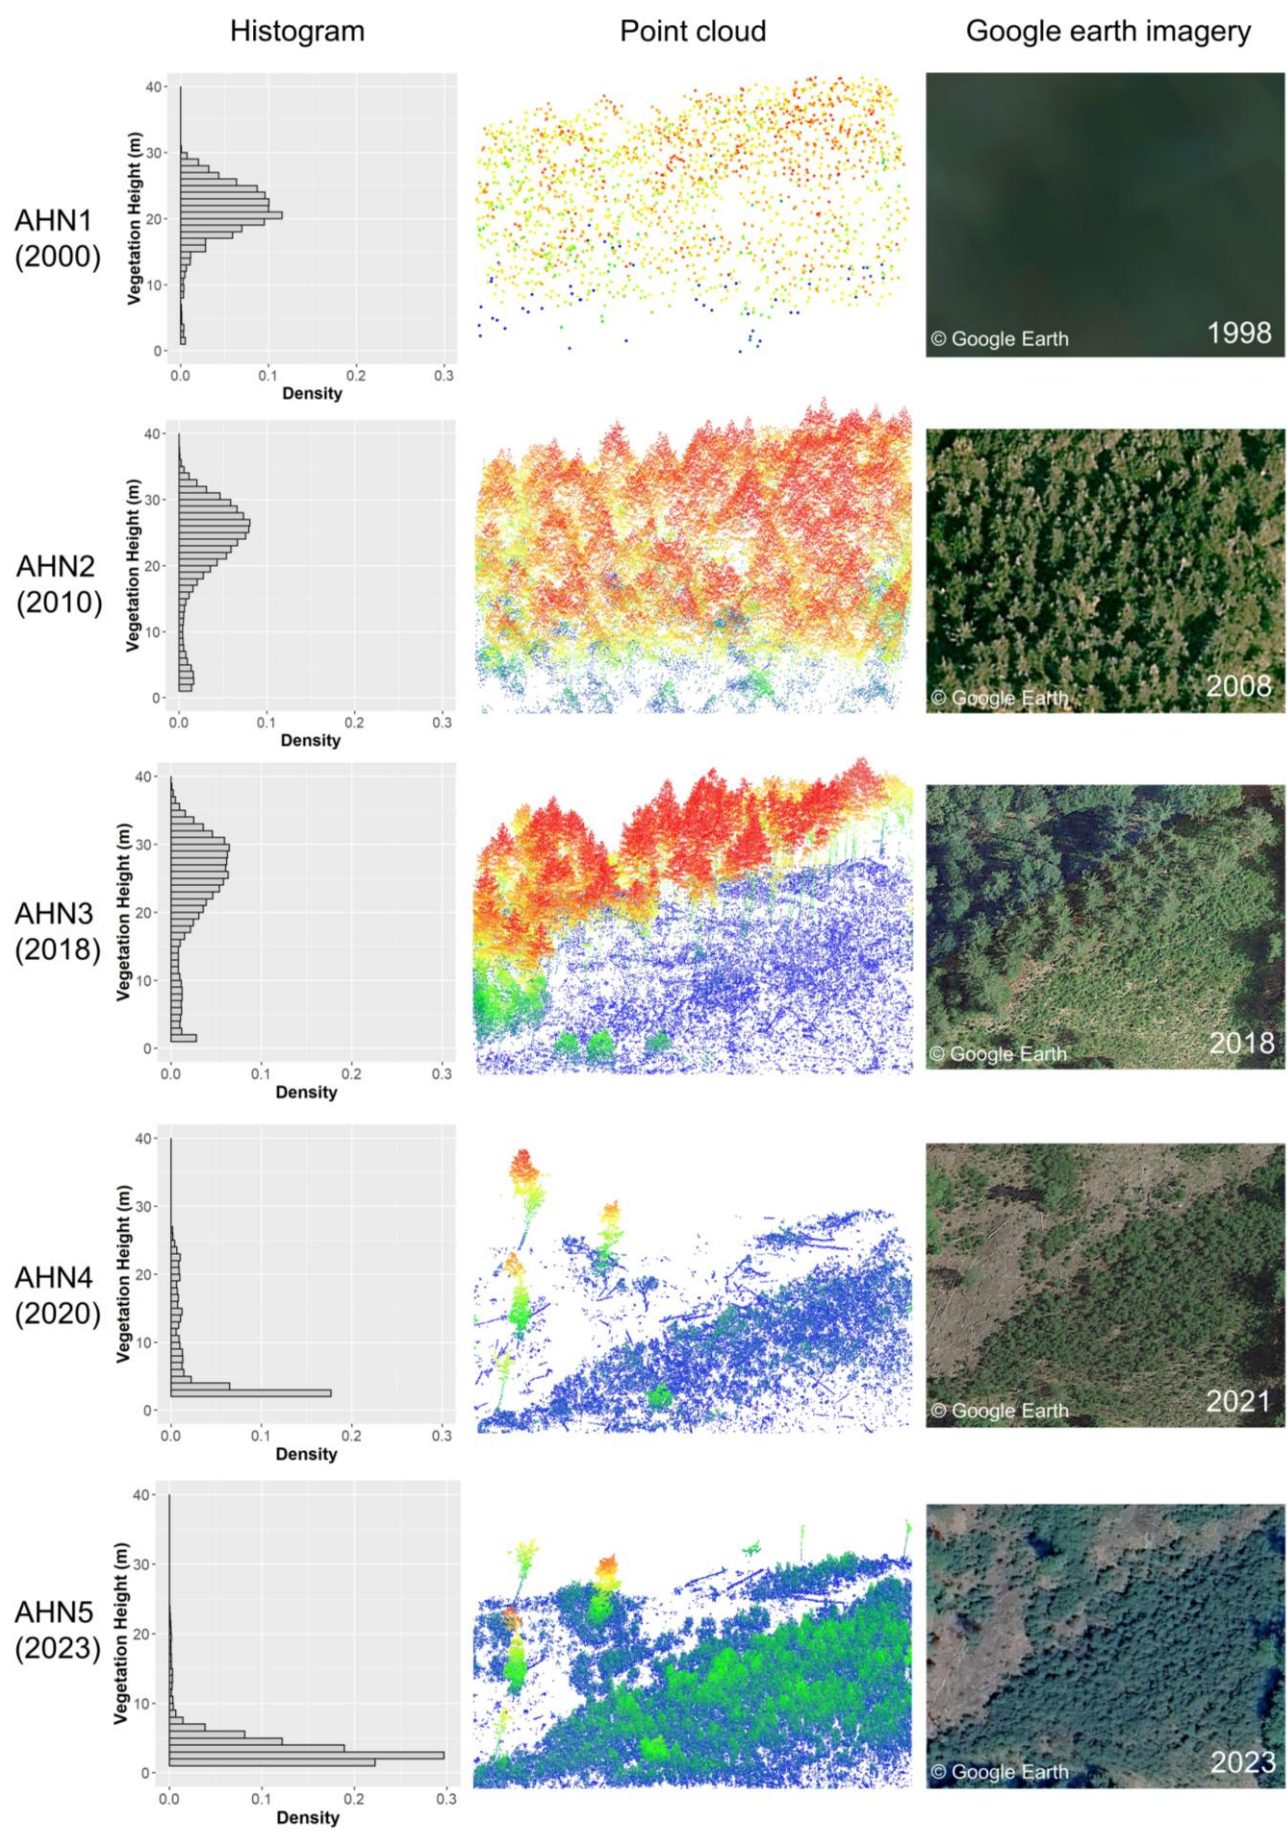 Histogram Point cloud Google earth imagery
AHN1
(2000)
Vegetation Height (m)
40
30
20
10
0
0.0 0.1 0.2 0.3
Density
© Google Earth 1998
AHN2
(2010)
Vegetation Height (m)
40
30
20
10
0
0.0 0.1 0.2 0.3
Density
© Google Earth 2008
AHN3
(2018)
Vegetation Height (m)
40
30
20
10
0
0.0 0.1 0.2 0.3
Density
© Google Earth 2018
AHN4
(2020)
Vegetation Height (m)
40
30
20
10
0
0.0 0.1 0.2 0.3
Density
© Google Earth 2021
AHN5
(2023)
Vegetation Height (m)
40
30
20
10
0
0.0 0.1 0.2 0.3
Density
© Google Earth 2023